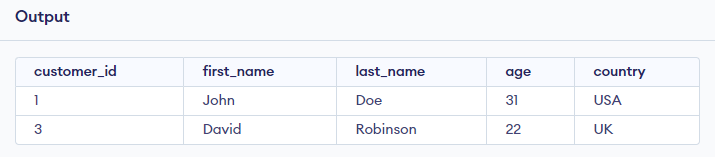 Output
customer_id first_name last_name age country
1 John Doe 31 USA
3 David Robinson 22 UK